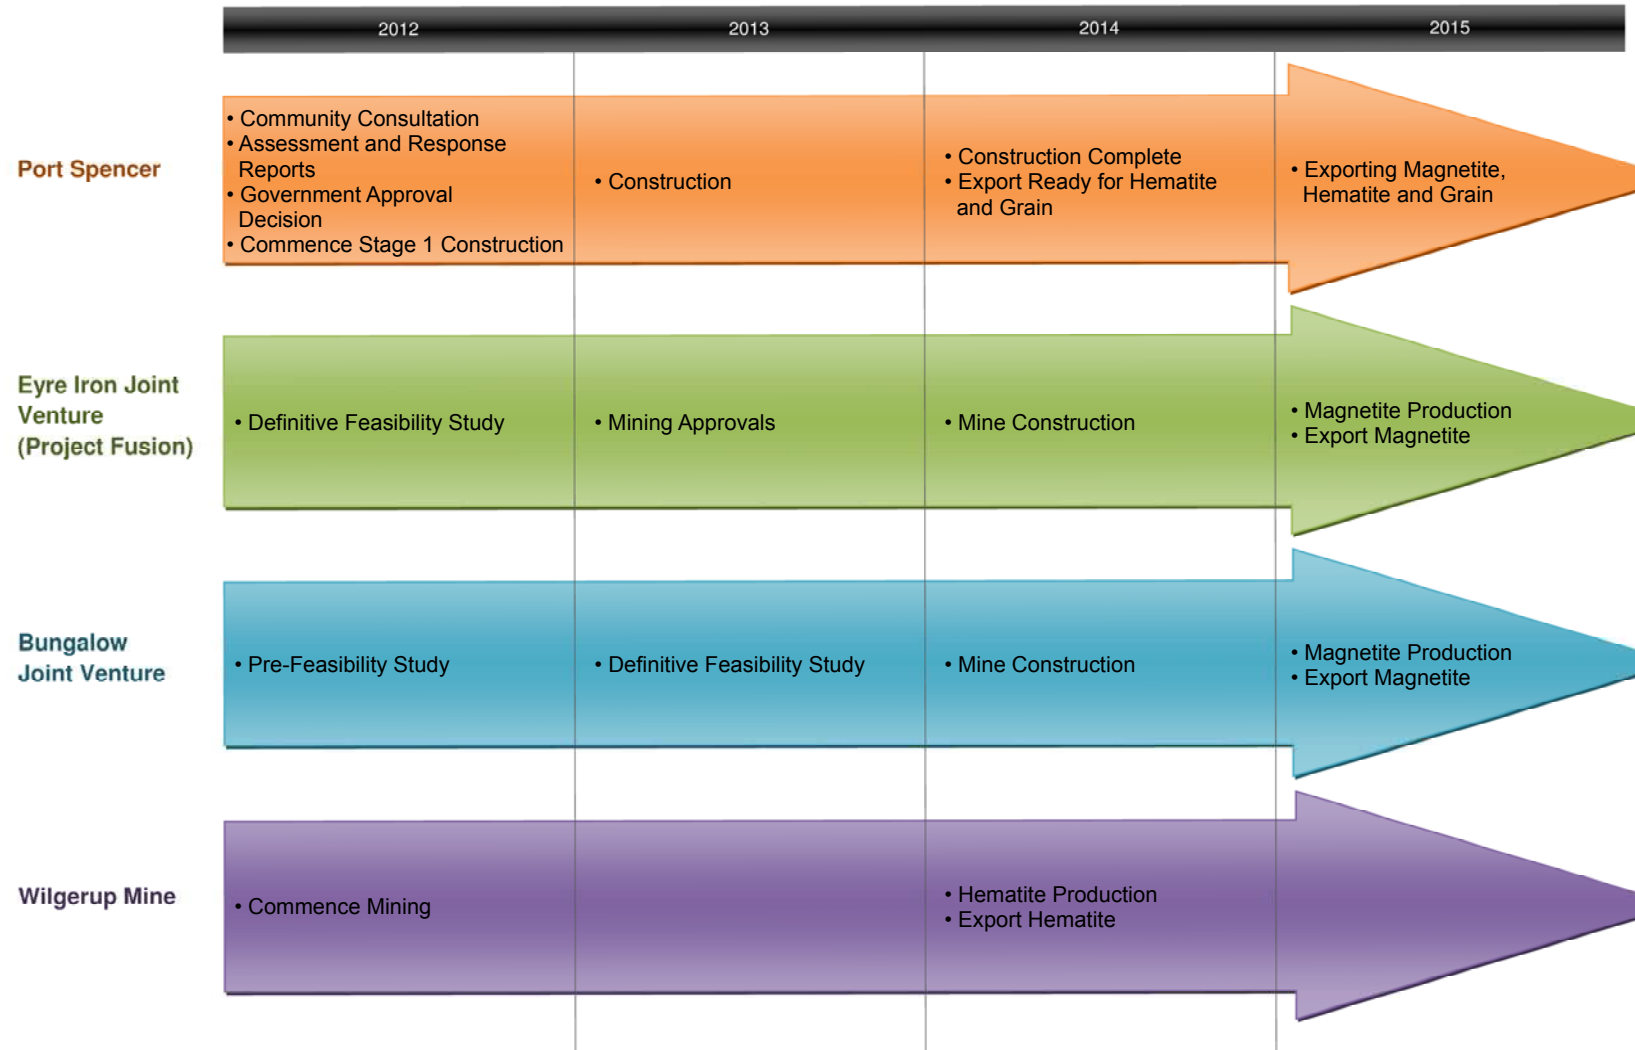 2012 2013 2014 2015
Port Spencer
• Community Consultation
• Assessment and Response
Reports
• Government Approval
Decision
• Commence Stage 1 Construction
• Construction
• Construction Complete
• Export Ready for Hematite
and Grain
• Exporting Magnetite,
Hematite and Grain
Eyre Iron Joint
Venture
(Project Fusion)
• Definitive Feasibility Study
• Mining Approvals
• Mine Construction
• Magnetite Production
• Export Magnetite
Bungalow
Joint Venture
• Pre-Feasibility Study
• Definitive Feasibility Study
• Mine Construction
• Magnetite Production
• Export Magnetite
Wilgerup Mine
• Commence Mining
• Hematite Production
• Export Hematite